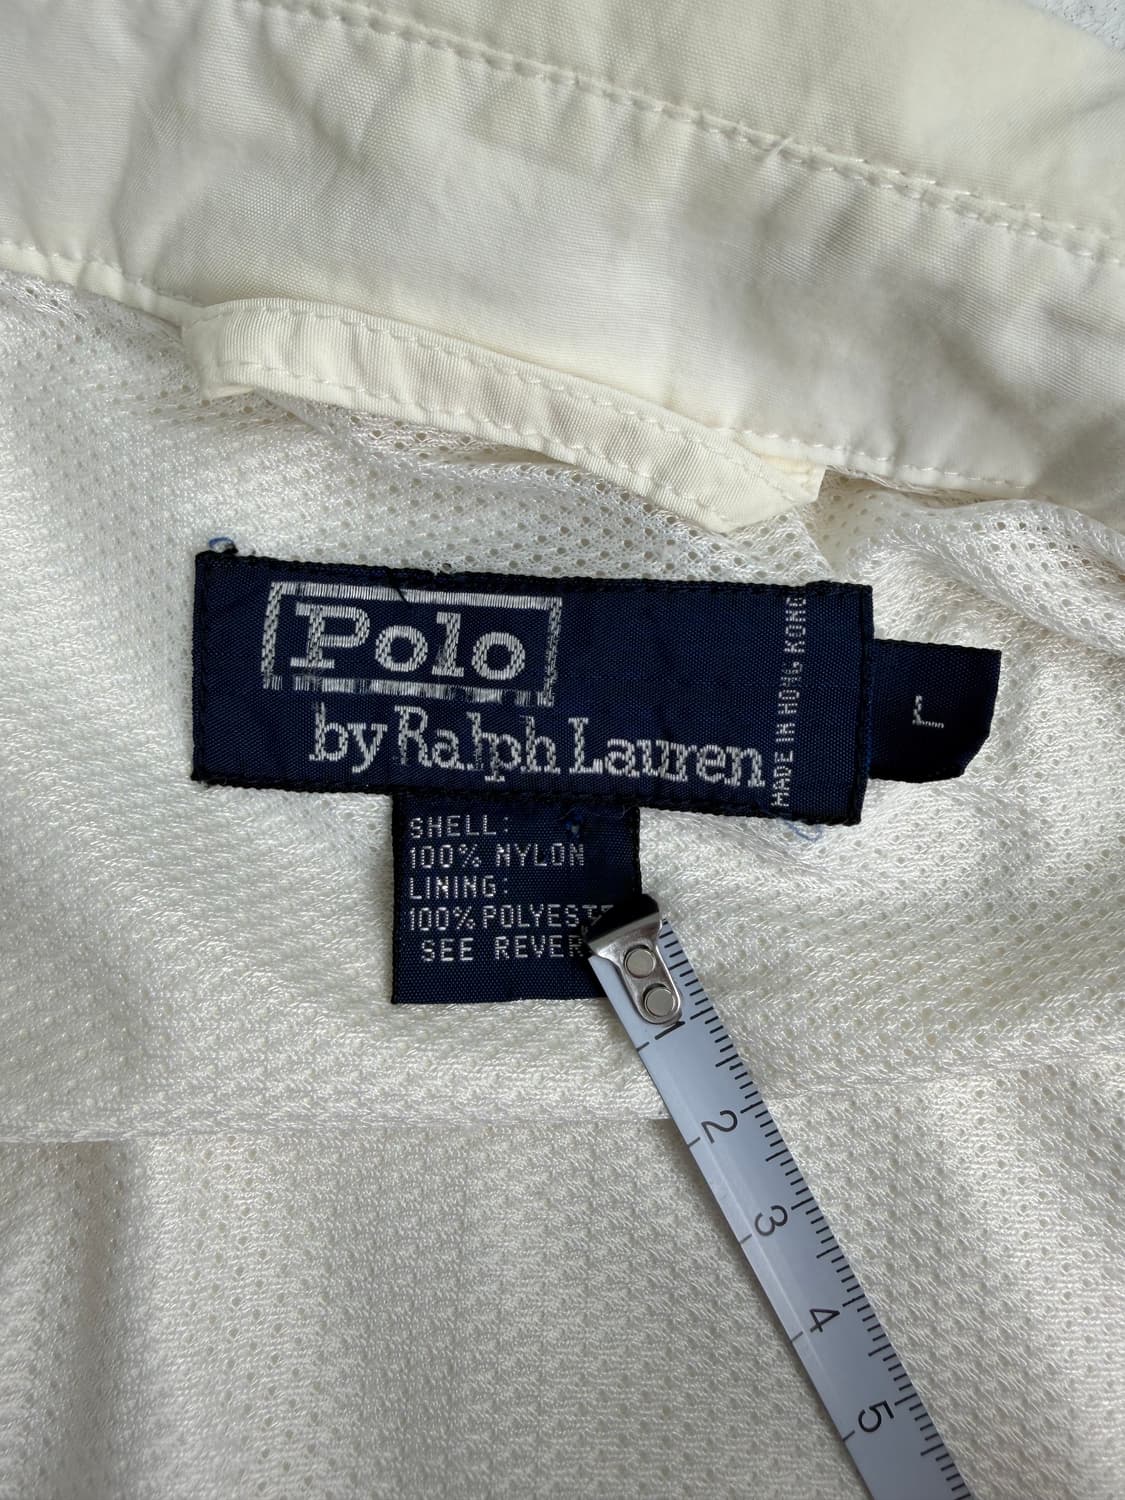 Polo
by Ralph Lauren
MADE IN HONG KONG
L
SHELL:
100% NYLON
LINING:
100% POLYESTE
SEE REVER
1
2
3
4
5